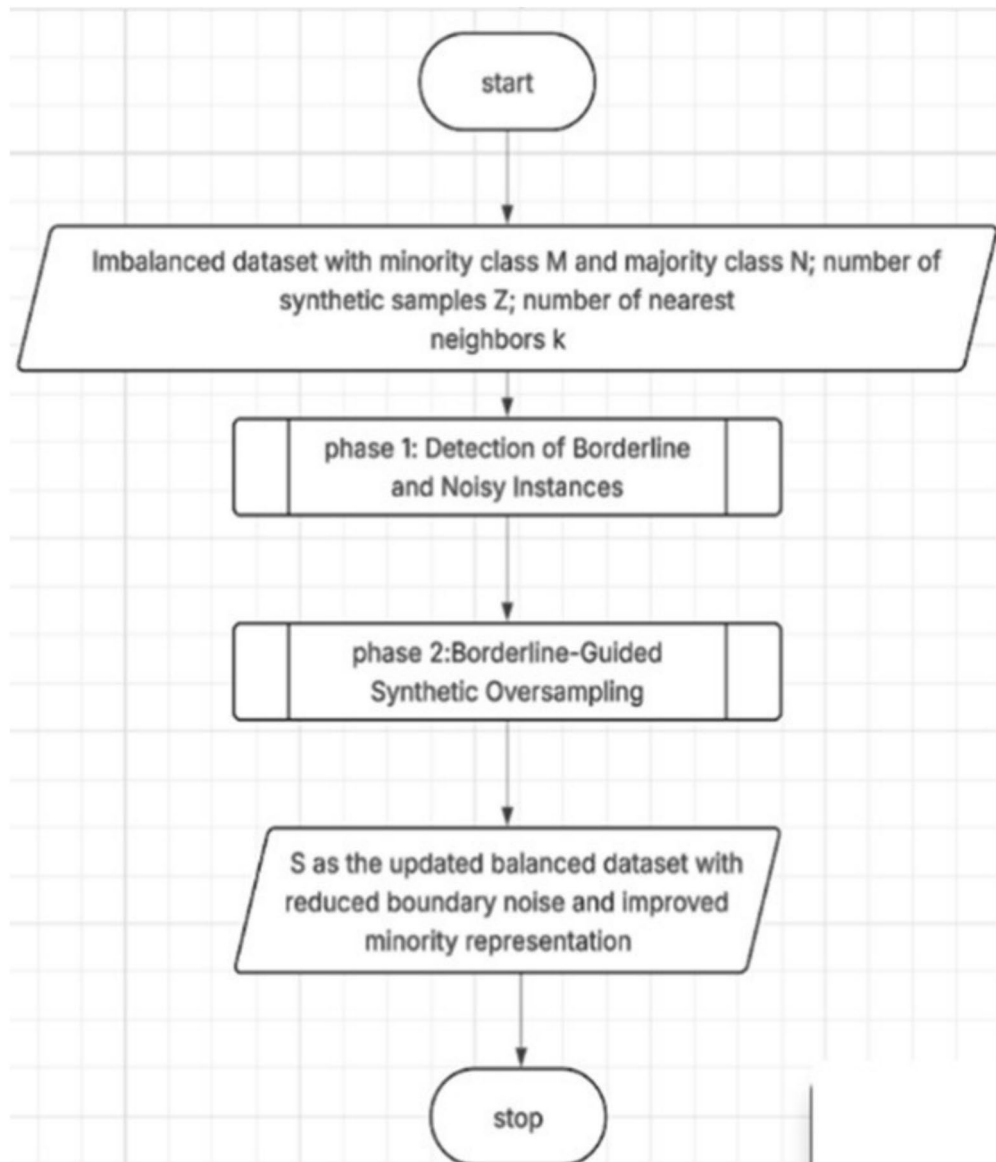 start
Imbalanced dataset with minority class M and majority class N; number of
synthetic samples Z; number of nearest
neighbors k
phase 1: Detection of Borderline
and Noisy Instances
phase 2:Borderline-Guided
Synthetic Oversampling
S as the updated balanced dataset with
reduced boundary noise and improved
minority representation
stop